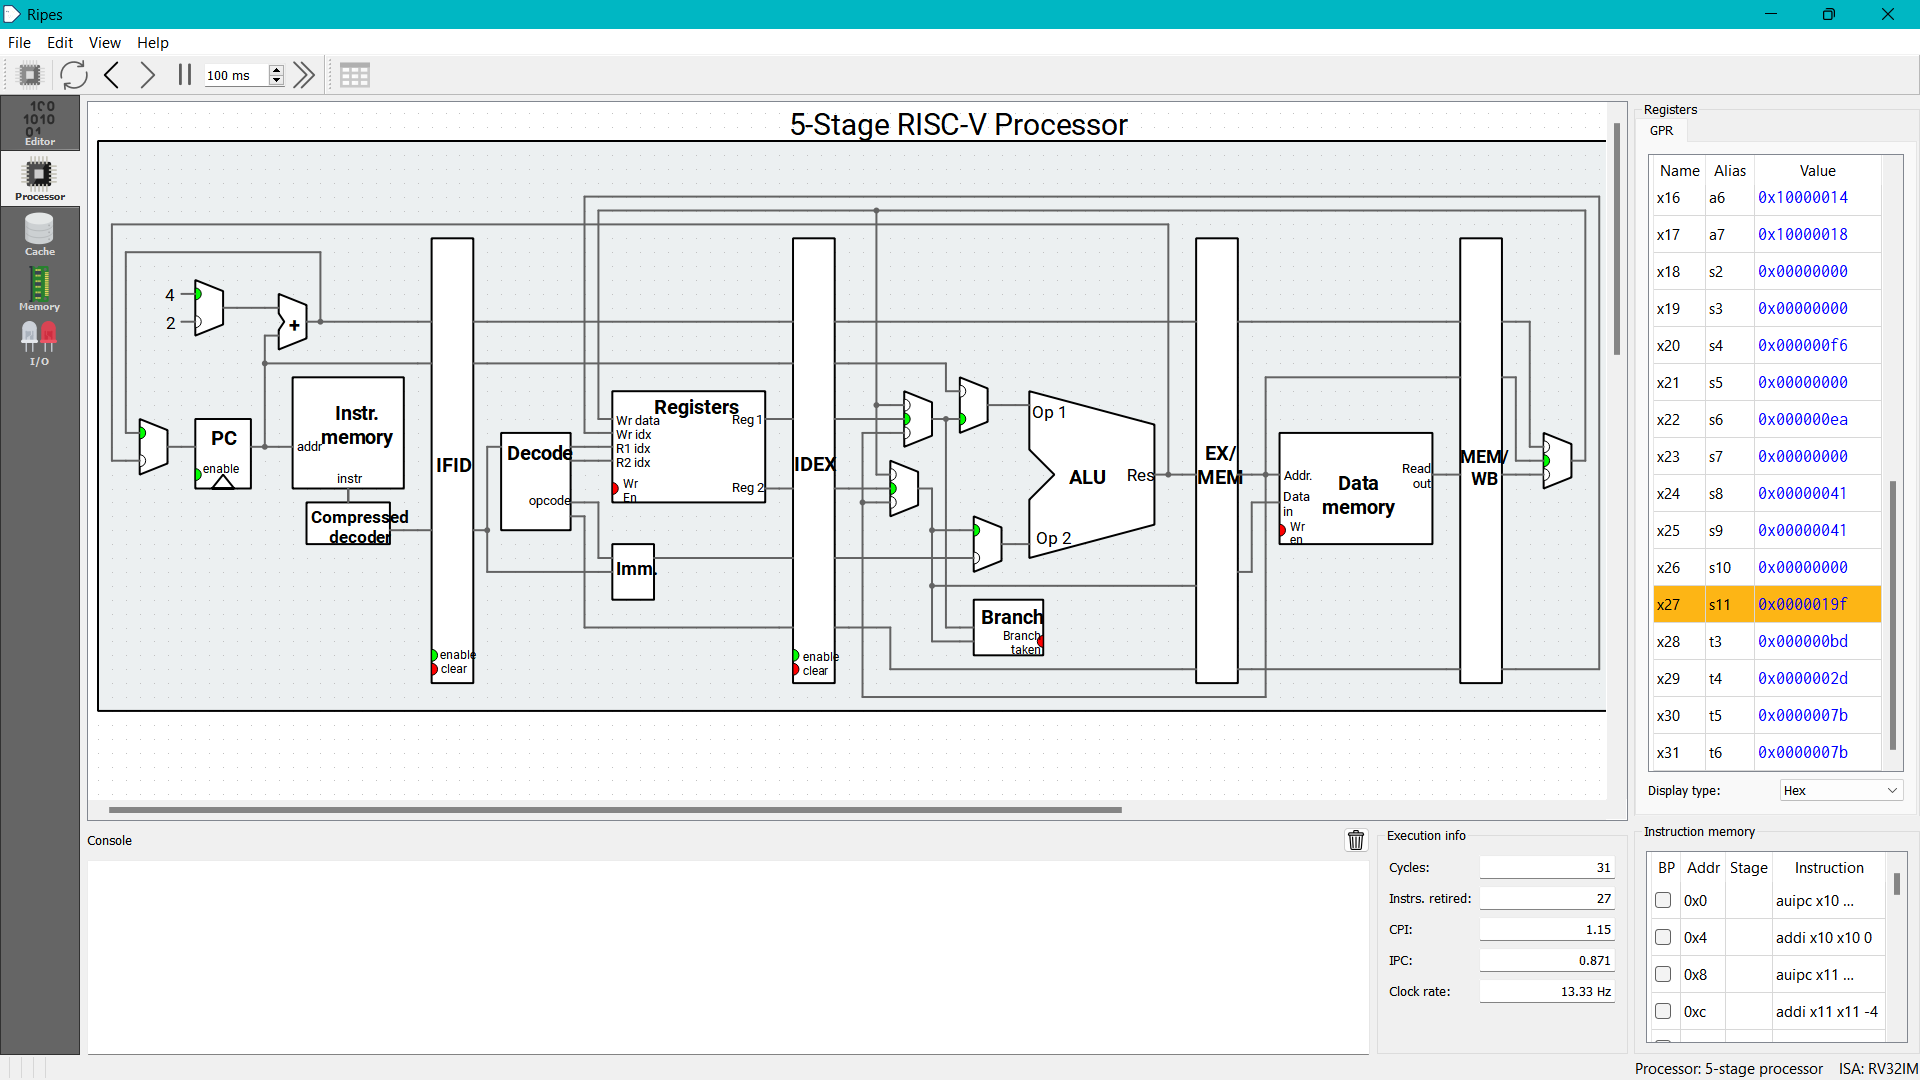 Ripes
File Edit View Help
100 ms
Editor
Processor
Cache
Memory
I/O
5-Stage RISC-V Processor
4
2
+
PC
enable
Instr.
memory
addr
instr
Compressed
decoder
IFID
enable
clear
Decode
opcode
Registers
Wr data
Wr idx
R1 idx
R2 idx
Wr
En
Reg 1
Reg 2
Imm.
IDEX
enable
clear
Op 1
ALU
Res
Op 2
Branch
Branch
taken
EX/
MEM
Addr.
Data
in
Wr
en
Data
memory
Read
out
MEM/
WB
Registers
GPR
Name Alias Value
x16 a6 0x10000014
x17 a7 0x10000018
x18 s2 0x00000000
x19 s3 0x00000000
x20 s4 0x000000f6
x21 s5 0x00000000
x22 s6 0x000000ea
x23 s7 0x00000000
x24 s8 0x00000041
x25 s9 0x00000041
x26 s10 0x00000000
x27 s11 0x0000019f
x28 t3 0x000000bd
x29 t4 0x0000002d
x30 t5 0x0000007b
x31 t6 0x0000007b
Display type: Hex
Console
Execution info
Cycles: 31
Instrs. retired: 27
CPI: 1.15
IPC: 0.871
Clock rate: 13.33 Hz
Instruction memory
BP Addr Stage Instruction
0x0 auipc x10 ...
0x4 addi x10 x10 0
0x8 auipc x11 ...
0xc addi x11 x11 -4
Processor: 5-stage processor ISA: RV32IM